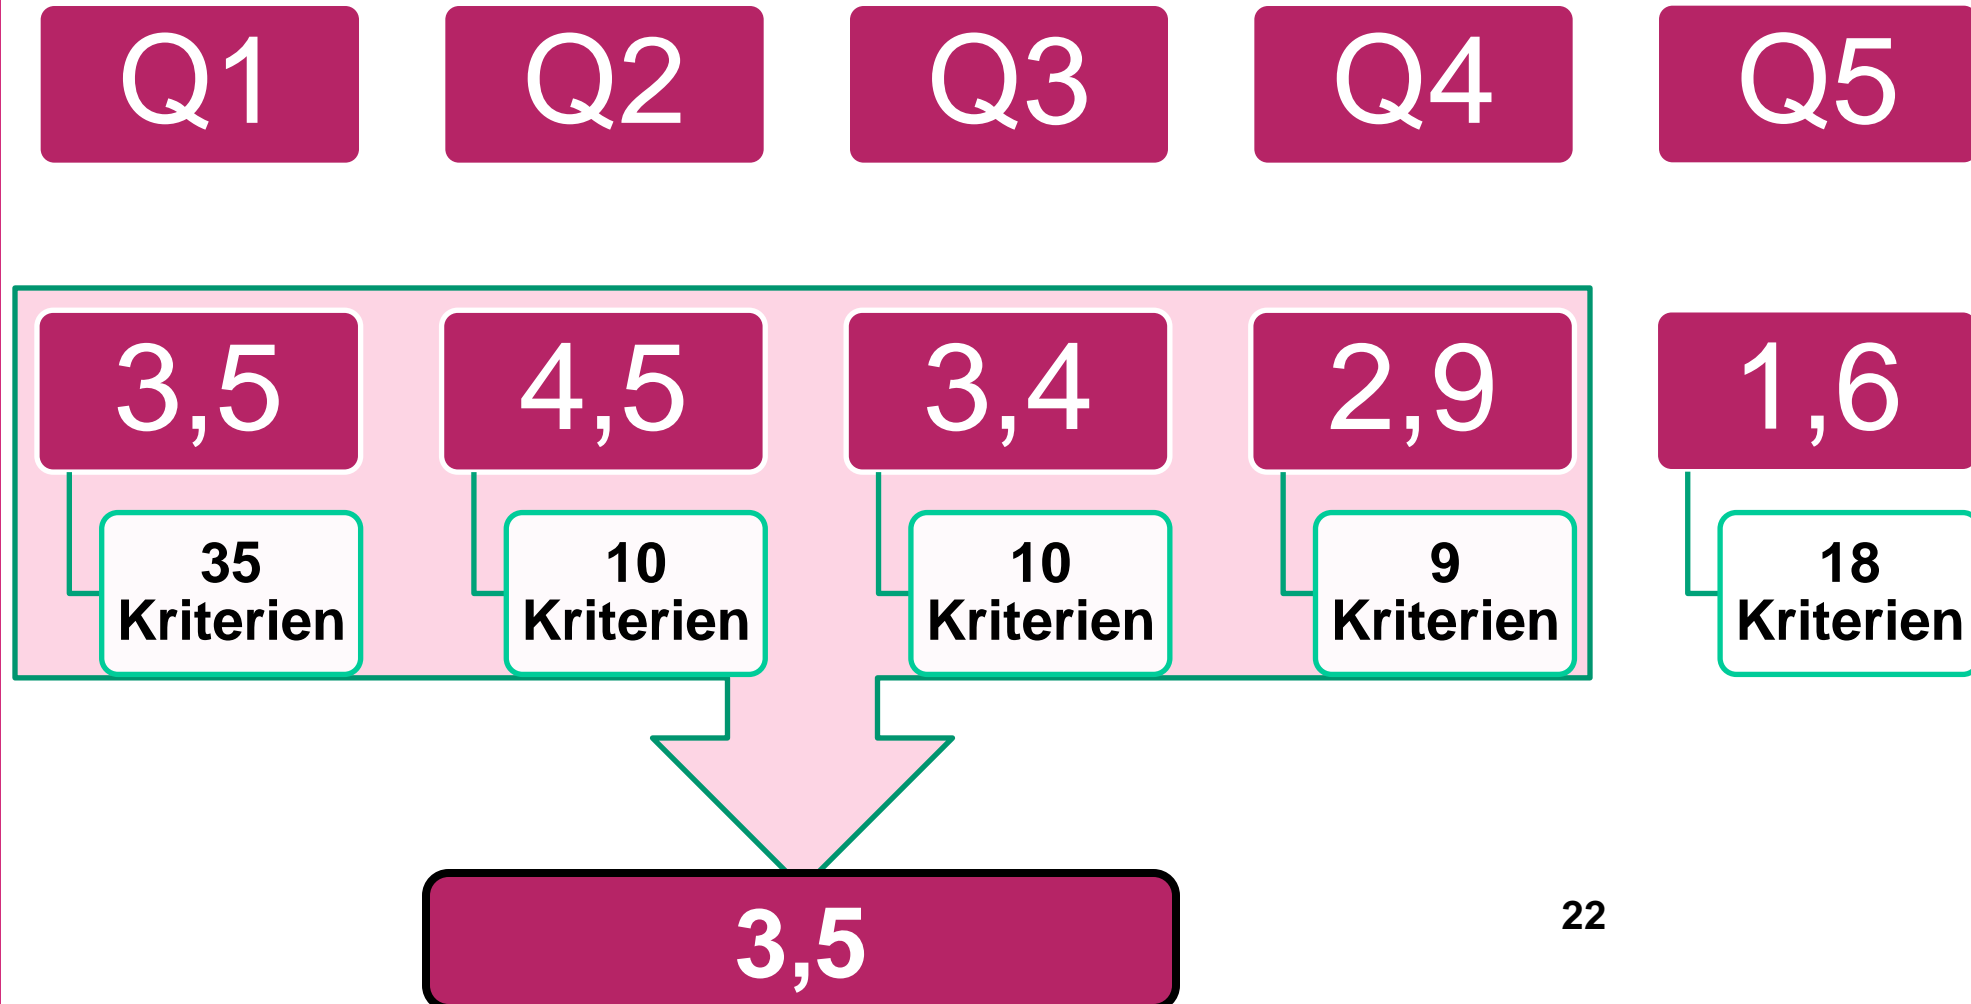 Q1
Q2
Q3
Q4
Q5
3,5
4,5
3,4
2,9
1,6
35
Kriterien
10
Kriterien
10
Kriterien
9
Kriterien
18
Kriterien
3,5
22